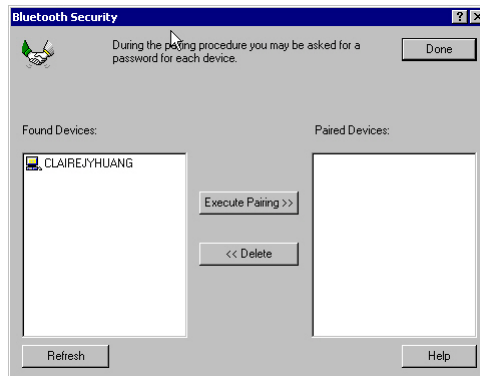 Bluetooth Security
During the pairing procedure you may be asked for a
password for each device.
Done
Found Devices:
Paired Devices:
CLAIREJYHUANG
Execute Pairing >>
<< Delete
Refresh
Help